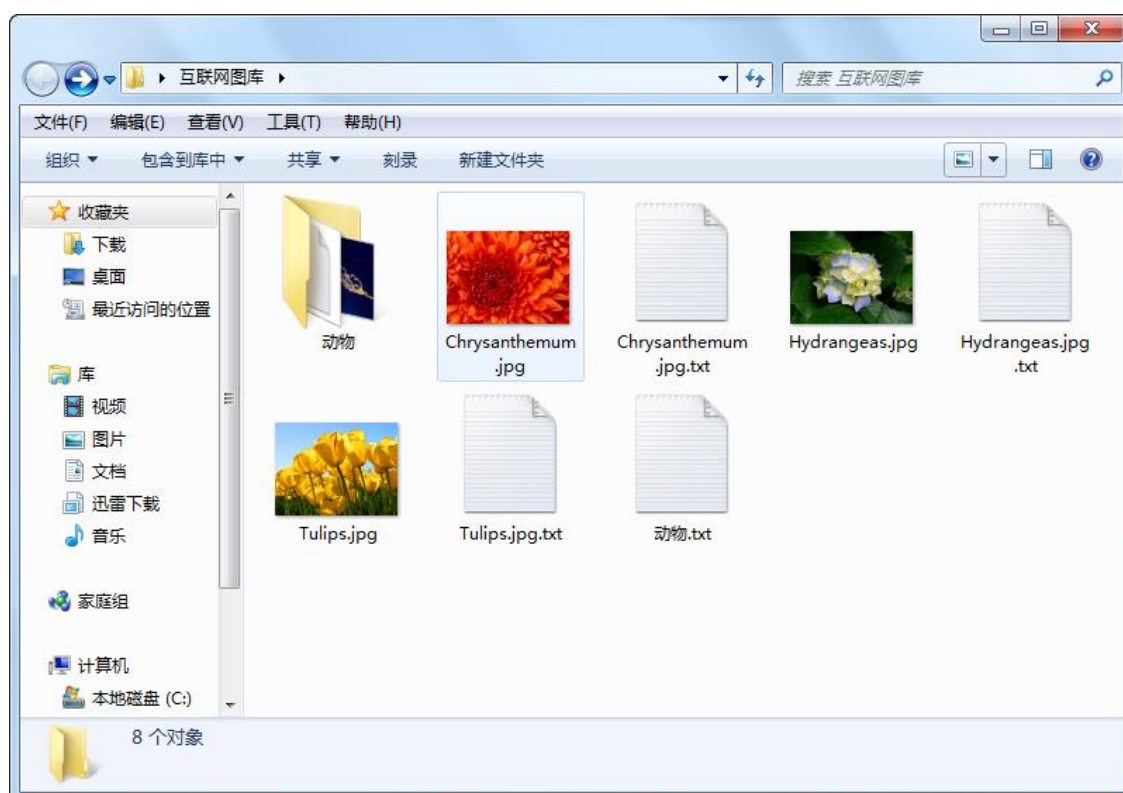 互联网图库
搜索 互联网图库
文件(F) 编辑(E) 查看(V) 工具(T) 帮助(H)
组织 包含到库中 共享 刻录 新建文件夹
收藏夹
下载
桌面
最近访问的位置
库
视频
图片
文档
迅雷下载
音乐
家庭组
计算机
本地磁盘 (C:)
动物
Chrysanthemum
.jpg
Chrysanthemum
.jpg.txt
Hydrangeas.jpg
Hydrangeas.jpg
.txt
Tulips.jpg
Tulips.jpg.txt
动物.txt
8 个对象